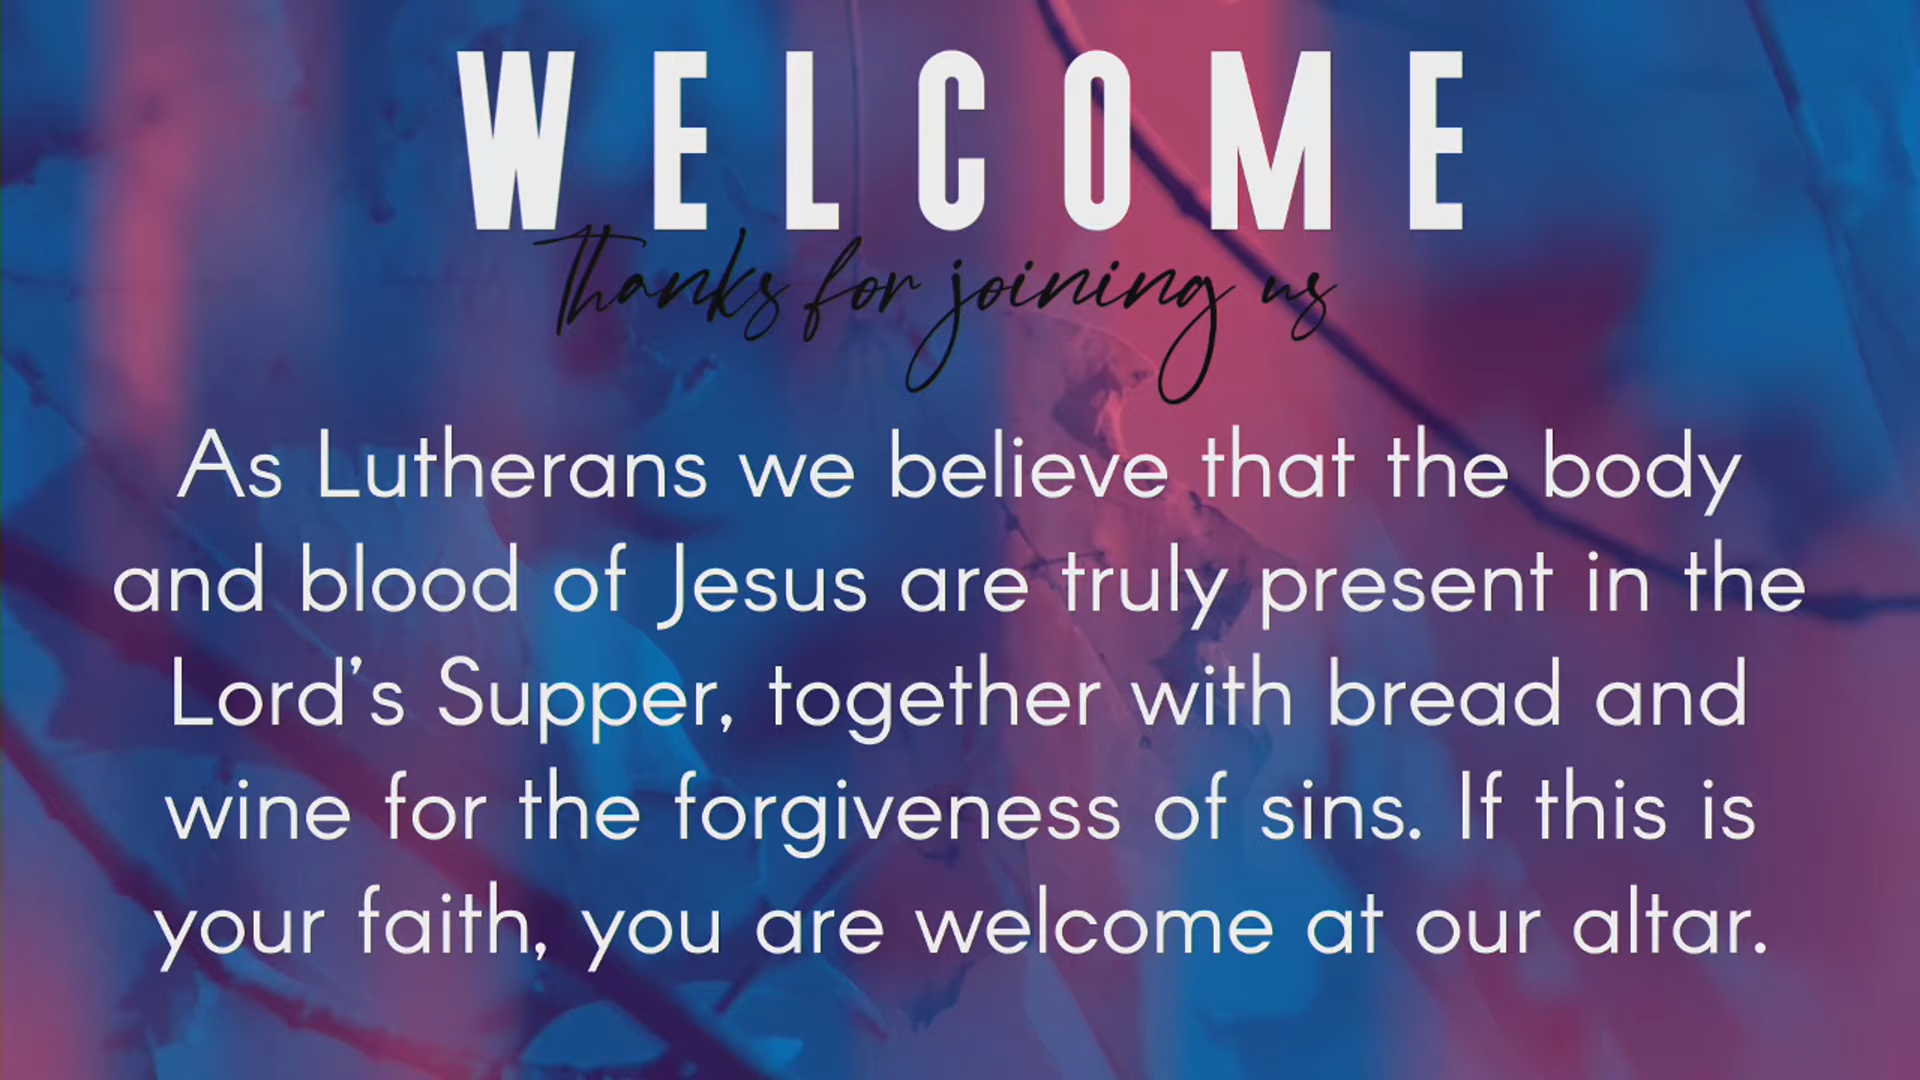 WELCOME
Thanks for joining us
As Lutherans we believe that the body
and blood of Jesus are truly present in the
Lord’s Supper, together with bread and
wine for the forgiveness of sins. If this is
your faith, you are welcome at our altar.